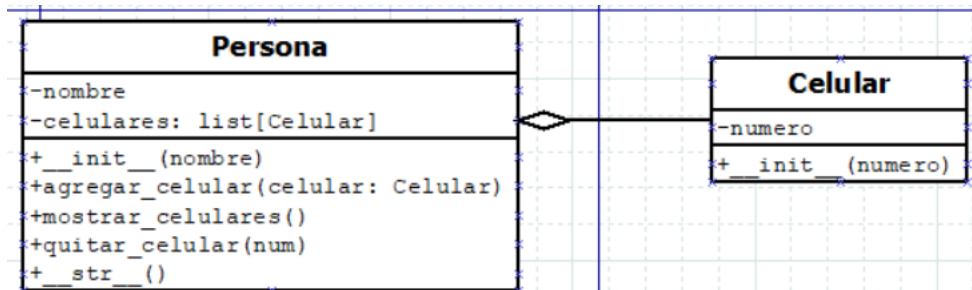 Persona
-nombre
-celulares: list[Celular]
+__init__(nombre)
+agregar_celular(celular: Celular)
+mostrar_celulares()
+quitar_celular(num)
+__str__()
Celular
-numero
+__init__(numero)